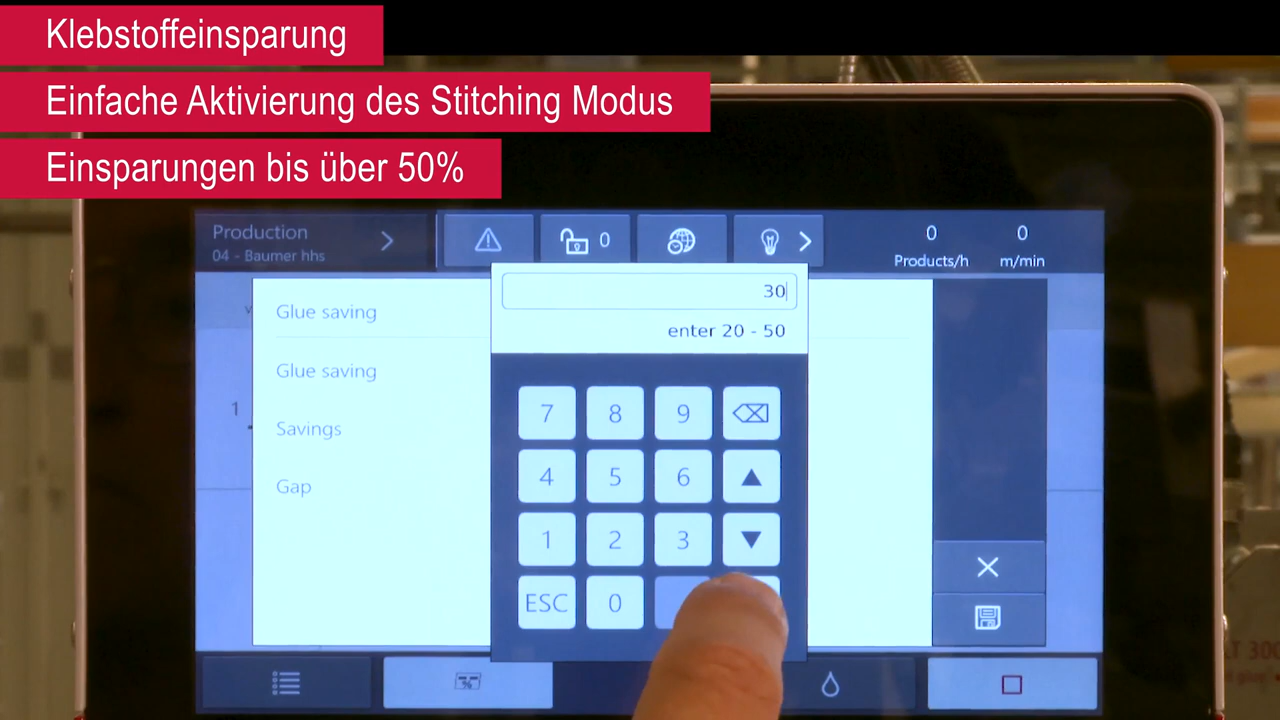 Klebstoffeinsparung
Einfache Aktivierung des Stitching Modus
Einsparungen bis über 50%
Production
04 - Baumer hhs
0
0
Products/h
0
m/min
30
enter 20 - 50
Glue saving
Glue saving
1
Savings
Gap
7 8 9
4 5 6
1 2 3
ESC 0
%